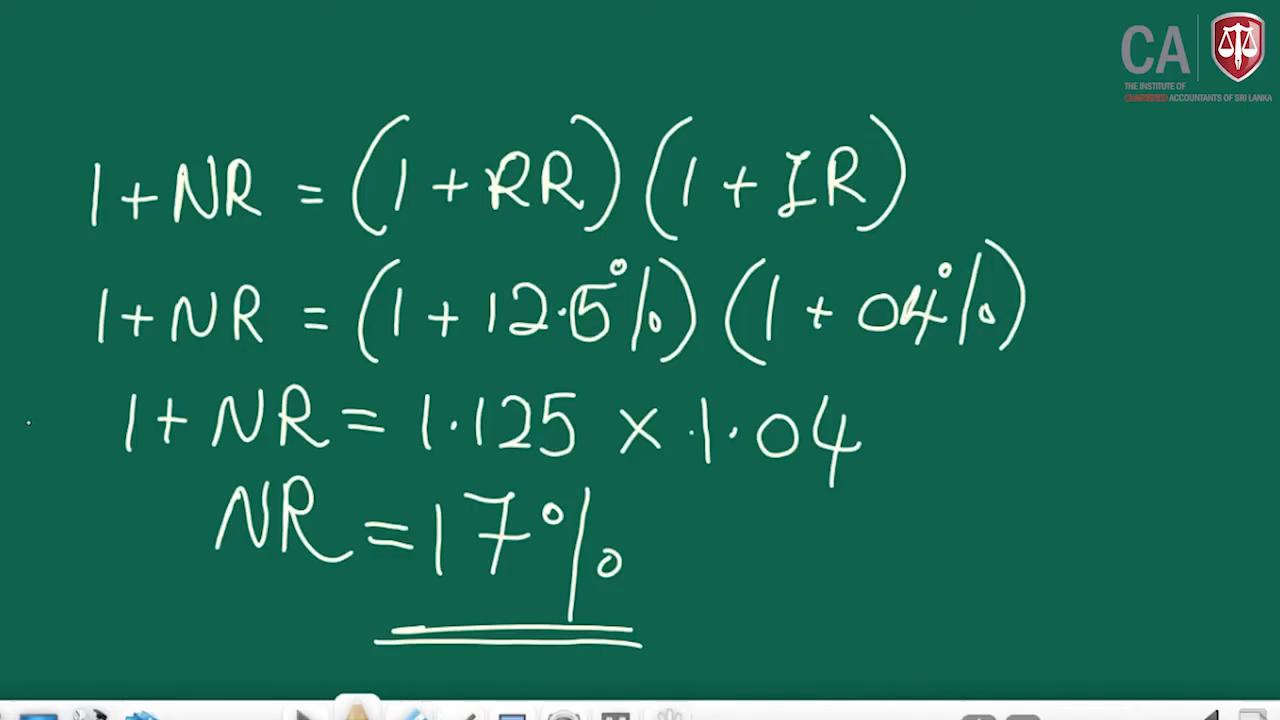 CA
THE INSTITUTE OF
CHARTERED ACCOUNTANTS OF SRI LANKA
1+NR = (1+RR)(1+IR)
1+NR = (1+12.5%)(1+04%)
1+NR = 1.125 × 1.04
NR = 17%